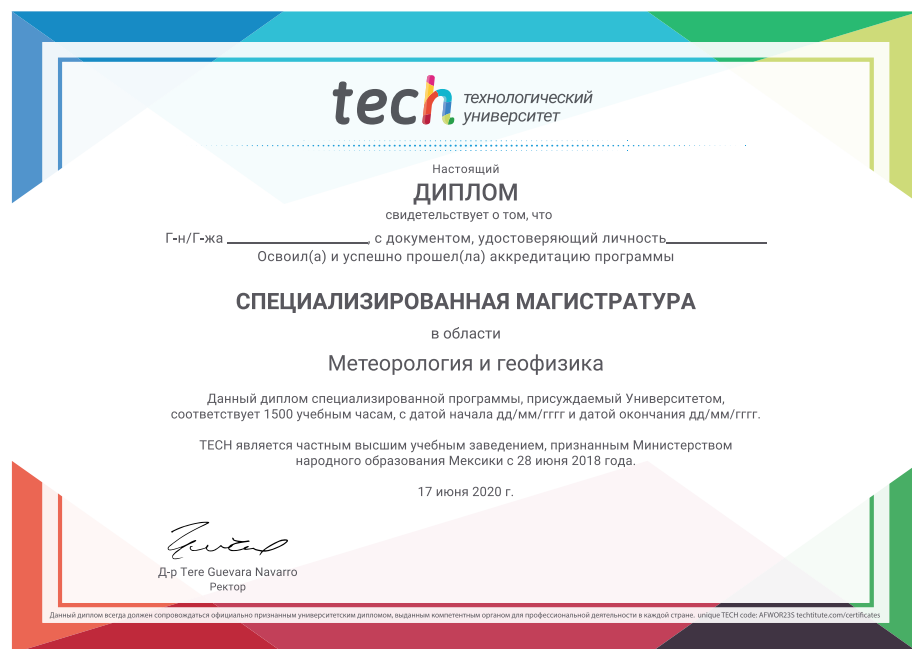 tech технологический
университет
Настоящий
ДИПЛОМ
свидетельствует о том, что
Г-н/Г-жа ____________________, с документом, удостоверяющий личность______________
Освоил(а) и успешно прошел(ла) аккредитацию программы
СПЕЦИАЛИЗИРОВАННАЯ МАГИСТРАТУРА
в области
Метеорология и геофизика
Данный диплом специализированной программы, присуждаемый Университетом,
соответствует 1500 учебным часам, с датой начала дд/мм/гггг и датой окончания дд/мм/гггг.
TECH является частным высшим учебным заведением, признанным Министерством
народного образования Мексики с 28 июня 2018 года.
17 июня 2020 г.
Д-р Tere Guevara Navarro
Ректор
Данный диплом всегда должен сопровождаться официально признанным университетским дипломом, выданным компетентным органом для профессиональной деятельности в каждой стране. unique TECH code: AFWOR23S techtitute.com/certificates